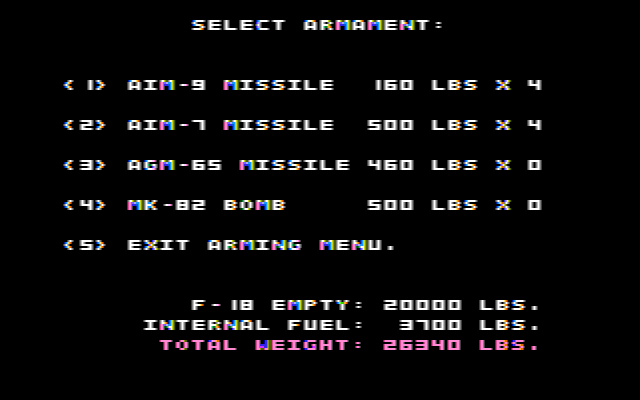 SELECT ARMAMENT:
<1> AIM-9 MISSILE 160 LBS X 4
<2> AIM-7 MISSILE 500 LBS X 4
<3> AGM-65 MISSILE 460 LBS X 0
<4> MK-82 BOMB 500 LBS X 0
<5> EXIT ARMING MENU.
F-18 EMPTY: 20000 LBS.
INTERNAL FUEL: 3700 LBS.
TOTAL WEIGHT: 26340 LBS.